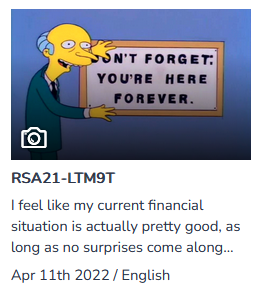 DON'T FORGET:
YOU'RE HERE
FOREVER.
RSA21-LTM9T
I feel like my current financial
situation is actually pretty good, as
long as no surprises come along...
Apr 11th 2022 / English